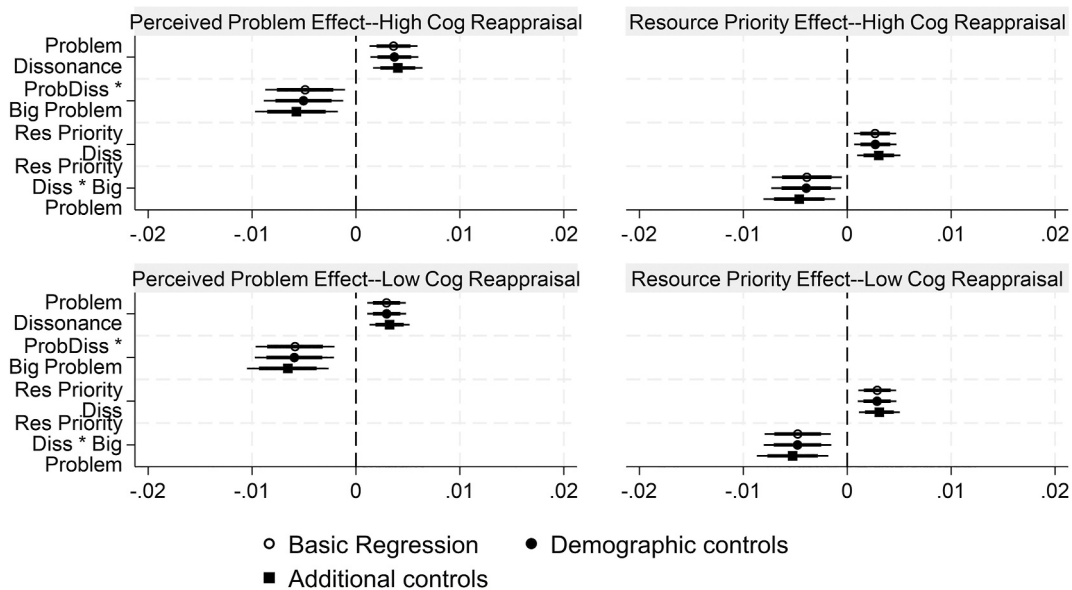 Perceived Problem Effect--High Cog Reappraisal
Problem
Dissonance
ProbDiss *
Big Problem
Res Priority
Diss
Res Priority
Diss * Big
Problem
-.02 -.01 0 .01 .02
Resource Priority Effect--High Cog Reappraisal
-.02 -.01 0 .01 .02
Perceived Problem Effect--Low Cog Reappraisal
Problem
Dissonance
ProbDiss *
Big Problem
Res Priority
Diss
Res Priority
Diss * Big
Problem
-.02 -.01 0 .01 .02
Resource Priority Effect--Low Cog Reappraisal
-.02 -.01 0 .01 .02
Basic Regression
Demographic controls
Additional controls